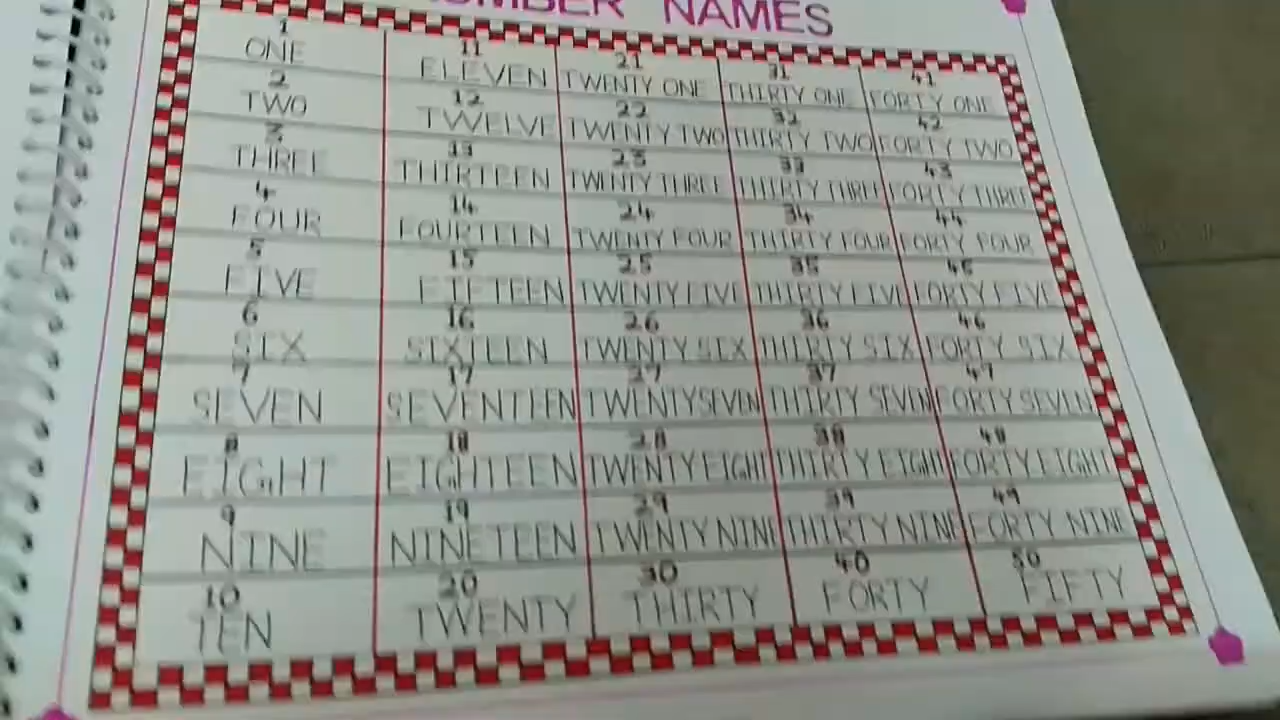 NUMBER NAMES
1 11 21 31 41
ONE ELEVEN TWENTY ONE THIRTY ONE FORTY ONE
2 12 22 32 42
TWO TWELVE TWENTY TWO THIRTY TWO FORTY TWO
3 13 23 33 43
THREE THIRTEEN TWENTY THREE THIRTY THREE FORTY THREE
4 14 24 34 44
FOUR FOURTEEN TWENTY FOUR THIRTY FOUR FORTY FOUR
5 15 25 35 45
FIVE FIFTEEN TWENTY FIVE THIRTY FIVE FORTY FIVE
6 16 26 36 46
SIX SIXTEEN TWENTY SIX THIRTY SIX FORTY SIX
7 17 27 37 47
SEVEN SEVENTEEN TWENTYSEVEN THIRTY SEVEN FORTY SEVEN
8 18 28 38 48
EIGHT EIGHTEEN TWENTY EIGHT THIRTY EIGHT FORTY EIGHT
9 19 29 39 49
NINE NINETEEN TWENTY NINE THIRTY NINE FORTY NINE
10 20 30 40 50
TEN TWENTY THIRTY FORTY FIFTY